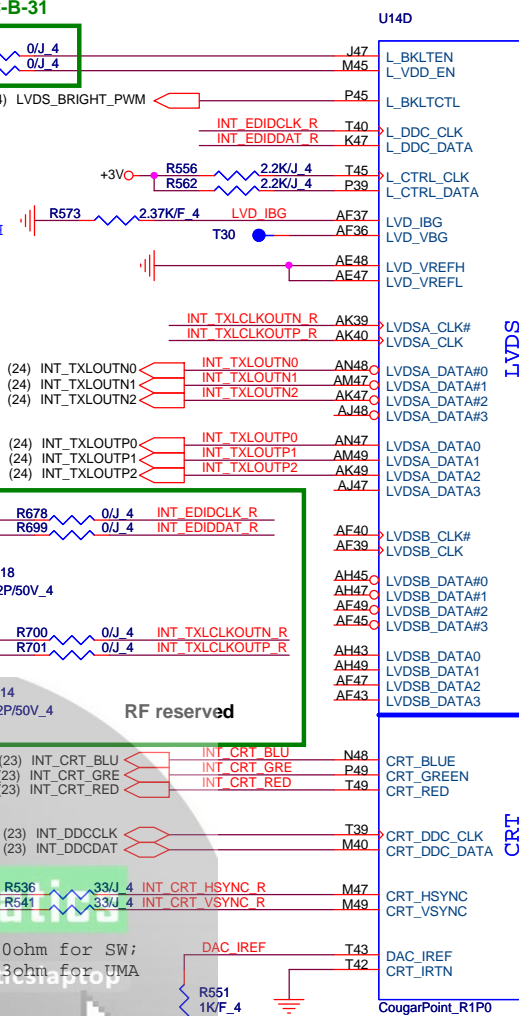 -B-31
U14D
0/J_4
0/J_4
J47 L_BKLTEN
M45 L_VDD_EN
4) LVDS_BRIGHT_PWM P45 L_BKLTCTL
INT_EDIDCLK_R T40 L_DDC_CLK
INT_EDIDDAT_R K47 L_DDC_DATA
+3V R556 2.2K/J_4 T45 L_CTRL_CLK
R562 2.2K/J_4 P39 L_CTRL_DATA
R573 2.37K/F_4 LVD_IBG AF37 LVD_IBG
T30 AF36 LVD_VBG
AE48 LVD_VREFH
AE47 LVD_VREFL
LVDS
INT_TXLCLKOUTN_R AK39 LVDSA_CLK#
INT_TXLCLKOUTP_R AK40 LVDSA_CLK
(24) INT_TXLOUTN0 INT_TXLOUTN0 AN48 LVDSA_DATA#0
(24) INT_TXLOUTN1 INT_TXLOUTN1 AM47 LVDSA_DATA#1
(24) INT_TXLOUTN2 INT_TXLOUTN2 AK47 LVDSA_DATA#2
AJ48 LVDSA_DATA#3
(24) INT_TXLOUTP0 INT_TXLOUTP0 AN47 LVDSA_DATA0
(24) INT_TXLOUTP1 INT_TXLOUTP1 AM49 LVDSA_DATA1
(24) INT_TXLOUTP2 INT_TXLOUTP2 AK49 LVDSA_DATA2
AJ47 LVDSA_DATA3
R678 0/J_4 INT_EDIDCLK_R
R699 0/J_4 INT_EDIDDAT_R
AF40 LVDSB_CLK#
AF39 LVDSB_CLK
18
2P/50V_4
AH45 LVDSB_DATA#0
AH47 LVDSB_DATA#1
AF49 LVDSB_DATA#2
AF45 LVDSB_DATA#3
R700 0/J_4 INT_TXLCLKOUTN_R
R701 0/J_4 INT_TXLCLKOUTP_R
AH43 LVDSB_DATA0
AH49 LVDSB_DATA1
AF47 LVDSB_DATA2
AF43 LVDSB_DATA3
14
2P/50V_4
RF reserved
(23) INT_CRT_BLU INT_CRT_BLU N48 CRT_BLUE
(23) INT_CRT_GRE INT_CRT_GRE P49 CRT_GREEN
(23) INT_CRT_RED INT_CRT_RED T49 CRT_RED
CRT
(23) INT_DDCCLK T39 CRT_DDC_CLK
(23) INT_DDCDAT M40 CRT_DDC_DATA
R536 33/J_4 INT_CRT_HSYNC_R M47 CRT_HSYNC
R541 33/J_4 INT_CRT_VSYNC_R M49 CRT_VSYNC
0ohm for SW;
3ohm for UMA
DAC_IREF T43 DAC_IREF
T42 CRT_IRTN
R551
1K/F_4
CougarPoint_R1P0